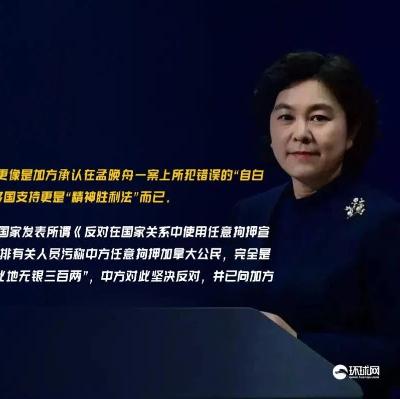 更像是加方承认在孟晚舟一案上所犯错误的“自白
多国支持更是“精神胜利法”而已。
国家发表所谓《反对在国家关系中使用任意拘押宣
排有关人员污称中方任意拘押加拿大公民，完全是
此地无银三百两”，中方对此坚决反对，并已向加方
环球网